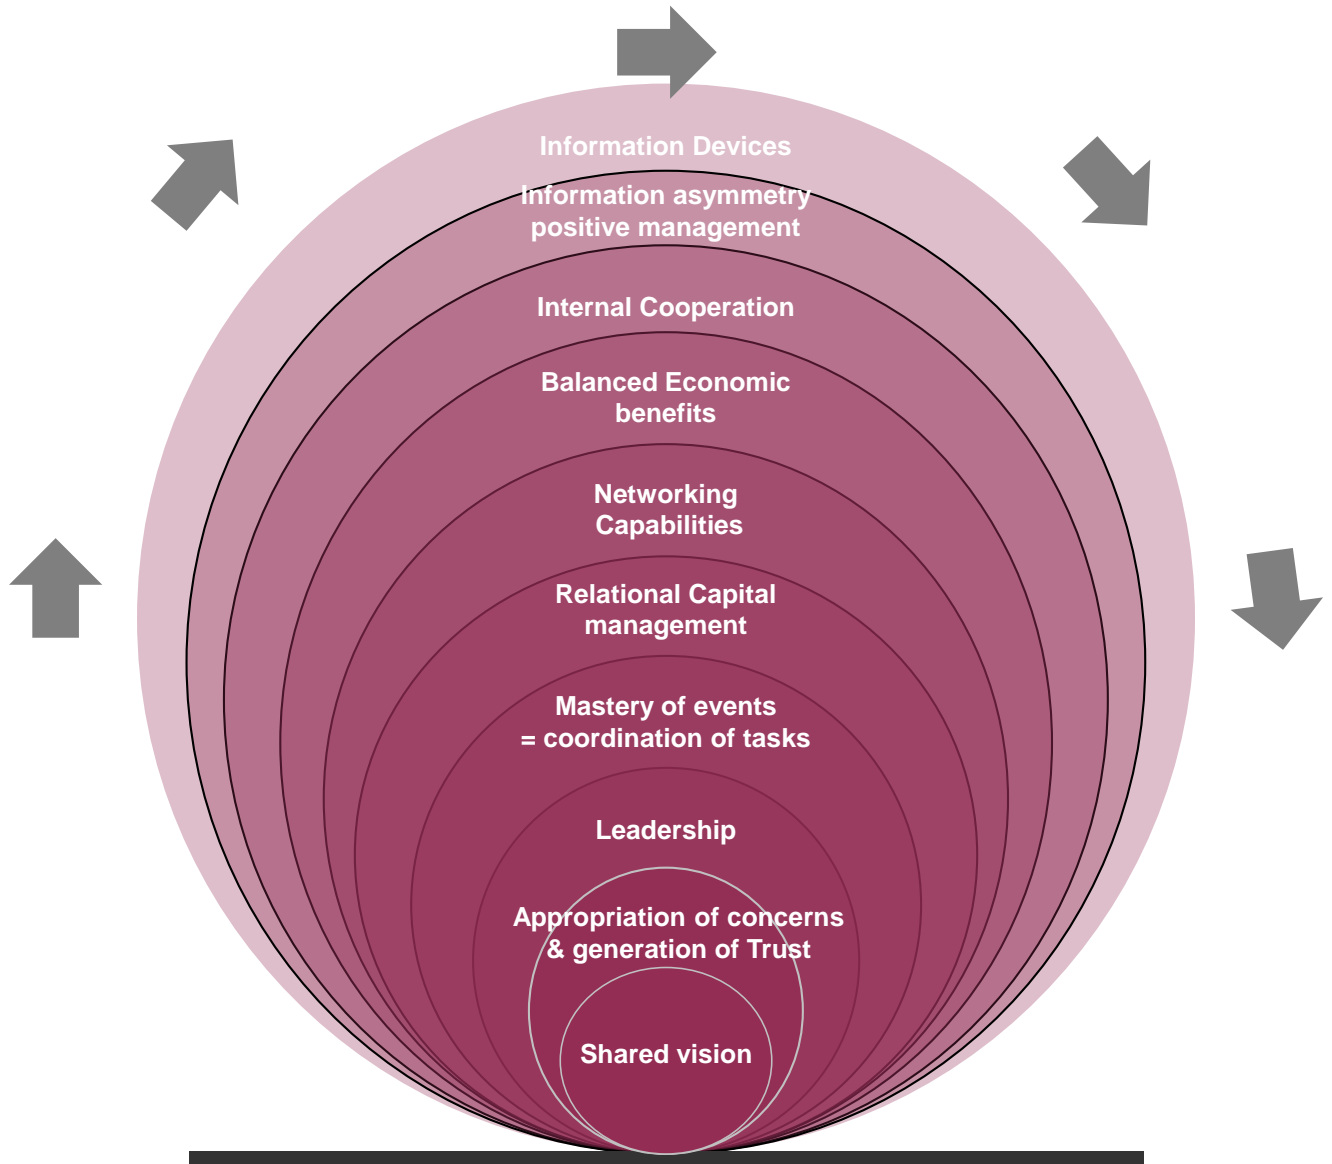 Information Devices
Information asymmetry
positive management
Internal Cooperation
Balanced Economic
benefits
Networking
Capabilities
Relational Capital
management
Mastery of events
= coordination of tasks
Leadership
Appropriation of concerns
& generation of Trust
Shared vision